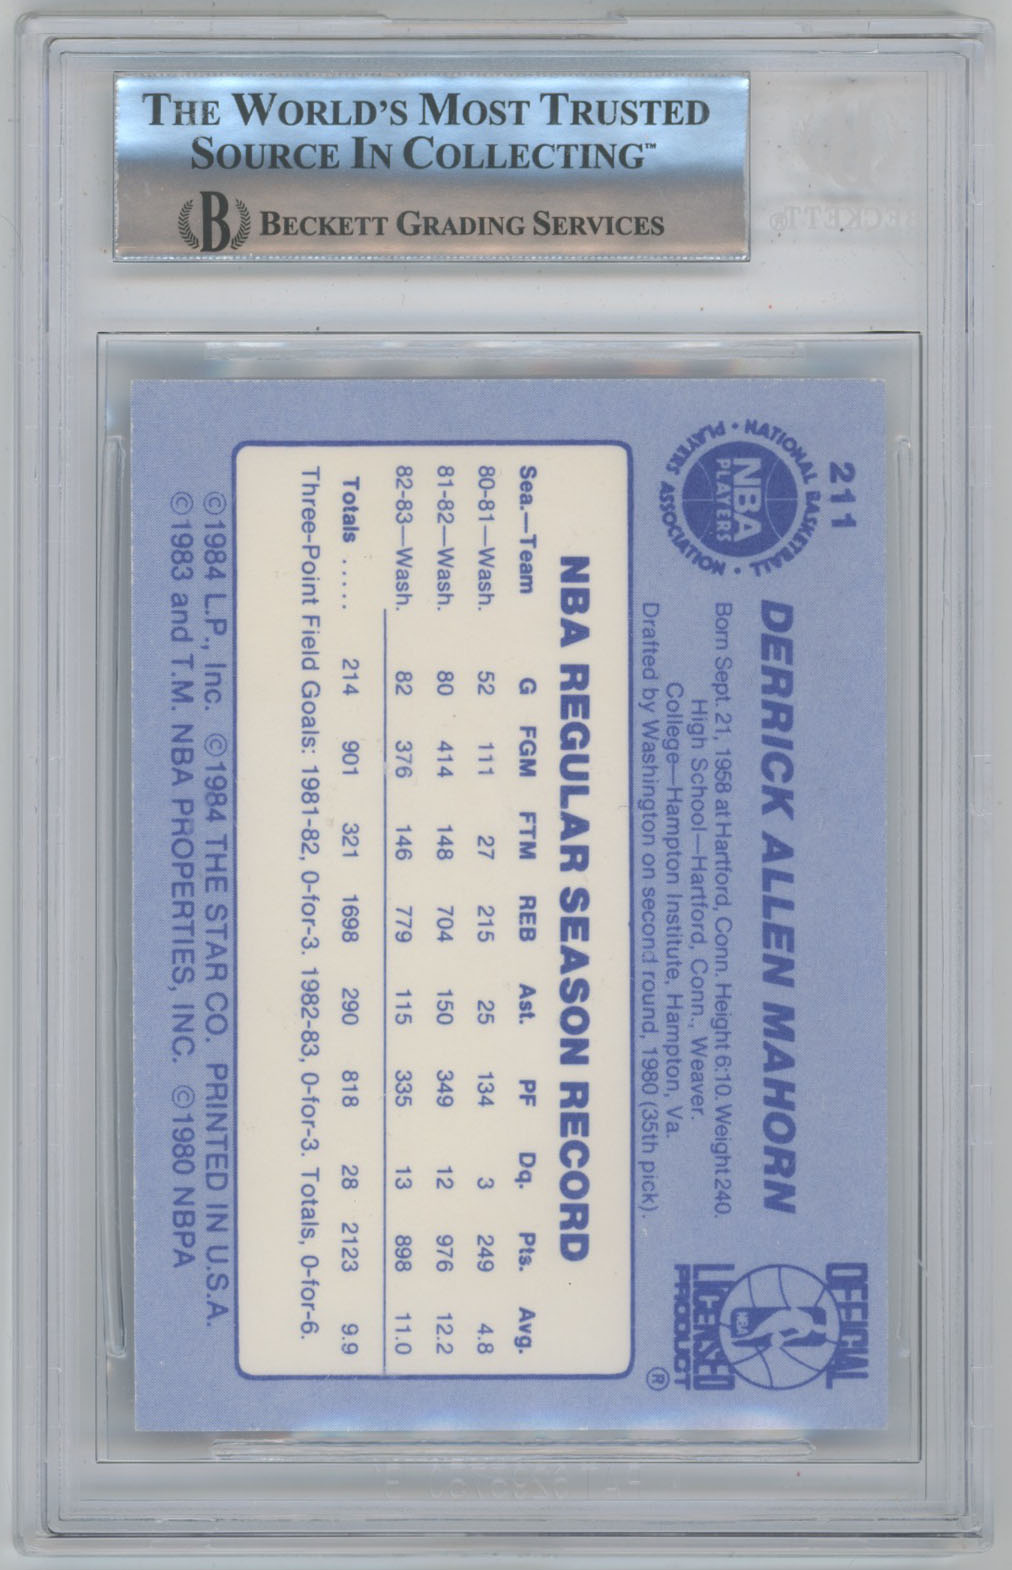 THE WORLD'S MOST TRUSTED
SOURCE IN COLLECTING™
B BECKETT GRADING SERVICES
BECKETT®
211
NATIONAL BASKETBALL PLAYERS ASSOCIATION
NBA
PLAYERS
DERRICK ALLEN MAHORN
Born Sept. 21, 1958 at Hartford, Conn. Height 6:10. Weight 240.
High School—Hartford, Conn., Weaver.
College—Hampton Institute, Hampton, Va.
Drafted by Washington on second round, 1980 (35th pick).
OFFICIAL
NBA
LICENSED
PRODUCT
®
NBA REGULAR SEASON RECORD
Sea.—Team G FGM FTM REB Ast. PF Dq. Pts. Avg.
80-81—Wash. 52 111 27 215 25 134 3 249 4.8
81-82—Wash. 80 414 148 704 150 349 12 976 12.2
82-83—Wash. 82 376 146 779 115 335 13 898 11.0
Totals ..... 214 901 321 1698 290 818 28 2123 9.9
Three-Point Field Goals: 1981-82, 0-for-3. 1982-83, 0-for-3. Totals, 0-for-6.
©1984 L.P., Inc. ©1984 THE STAR CO. PRINTED IN U.S.A.
©1983 and T.M. NBA PROPERTIES, INC. ©1980 NBPA